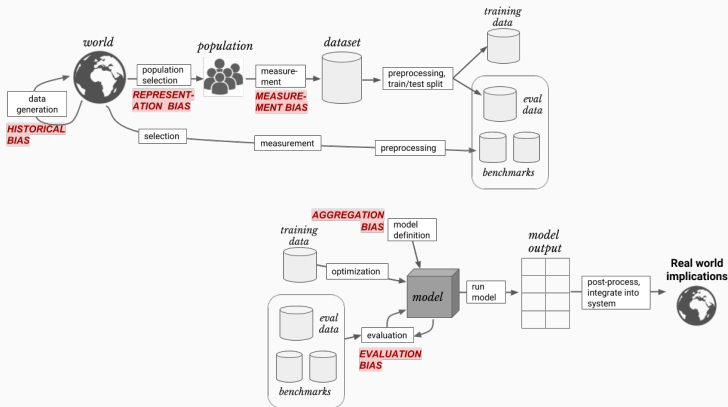 world
population
dataset
training
data
population
selection
measure-
ment
preprocessing,
train/test split
REPRESENT-
ATION BIAS
MEASURE-
MENT BIAS
data
generation
HISTORICAL
BIAS
eval
data
selection
measurement
preprocessing
benchmarks
AGGREGATION
BIAS
model
definition
training
data
model
output
optimization
model
run
model
post-process,
integrate into
system
Real world
implications
eval
data
evaluation
EVALUATION
BIAS
benchmarks